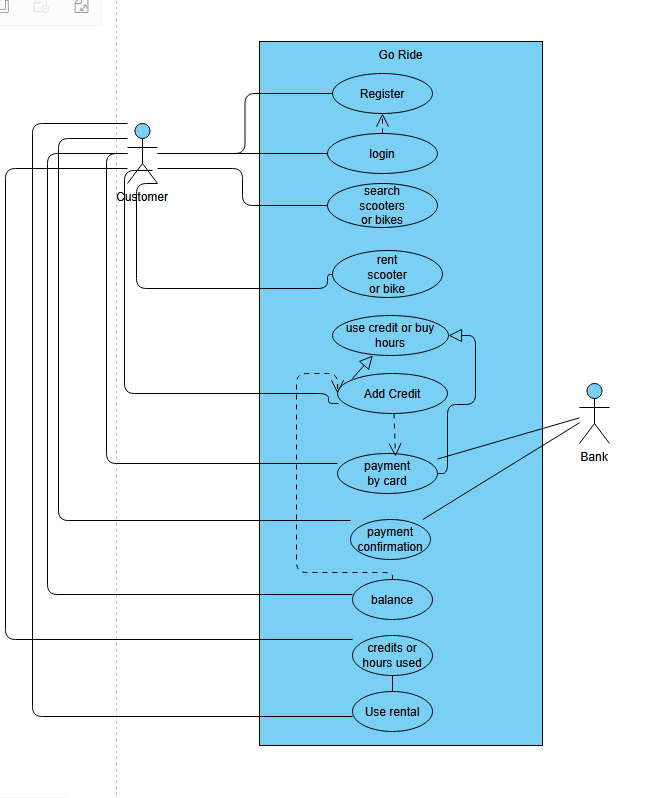 Go Ride
Register
login
Customer
search
scooters
or bikes
rent
scooter
or bike
use credit or buy
hours
Add Credit
Bank
payment
by card
payment
confirmation
balance
credits or
hours used
Use rental